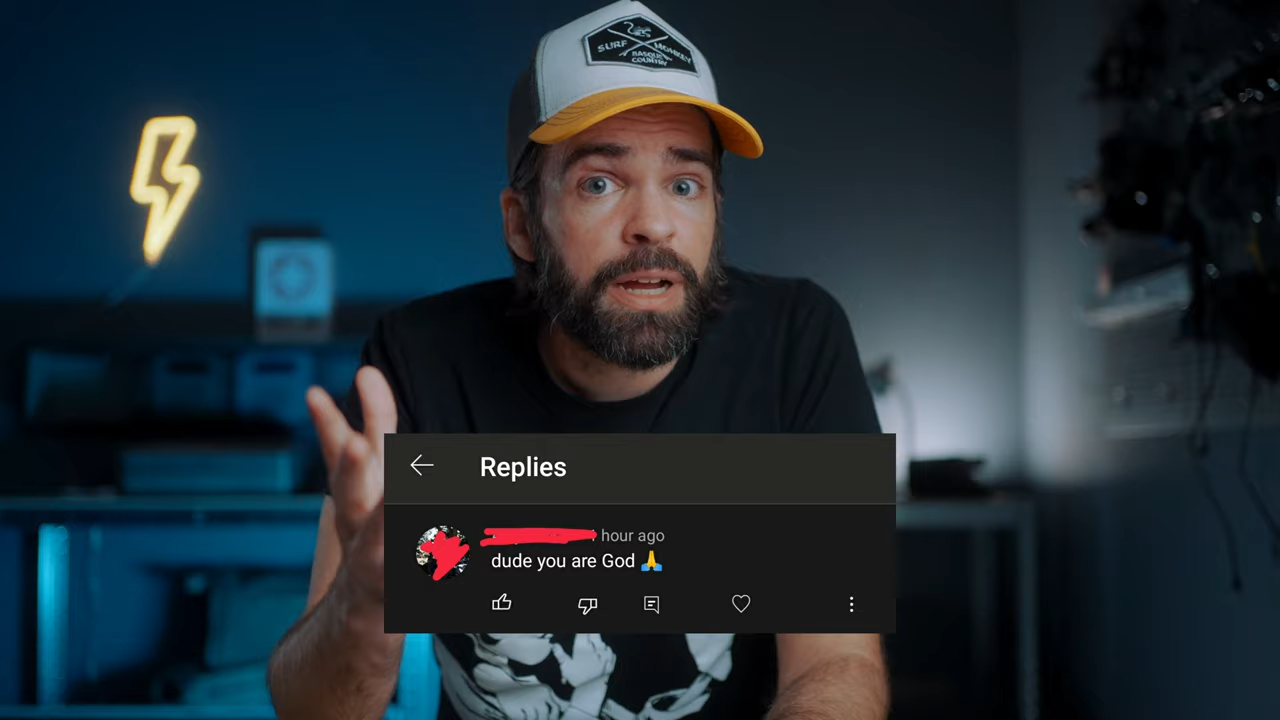 SURF MONKEY
BASQUE
COUNTRY
Replies
hour ago
dude you are God 🙏